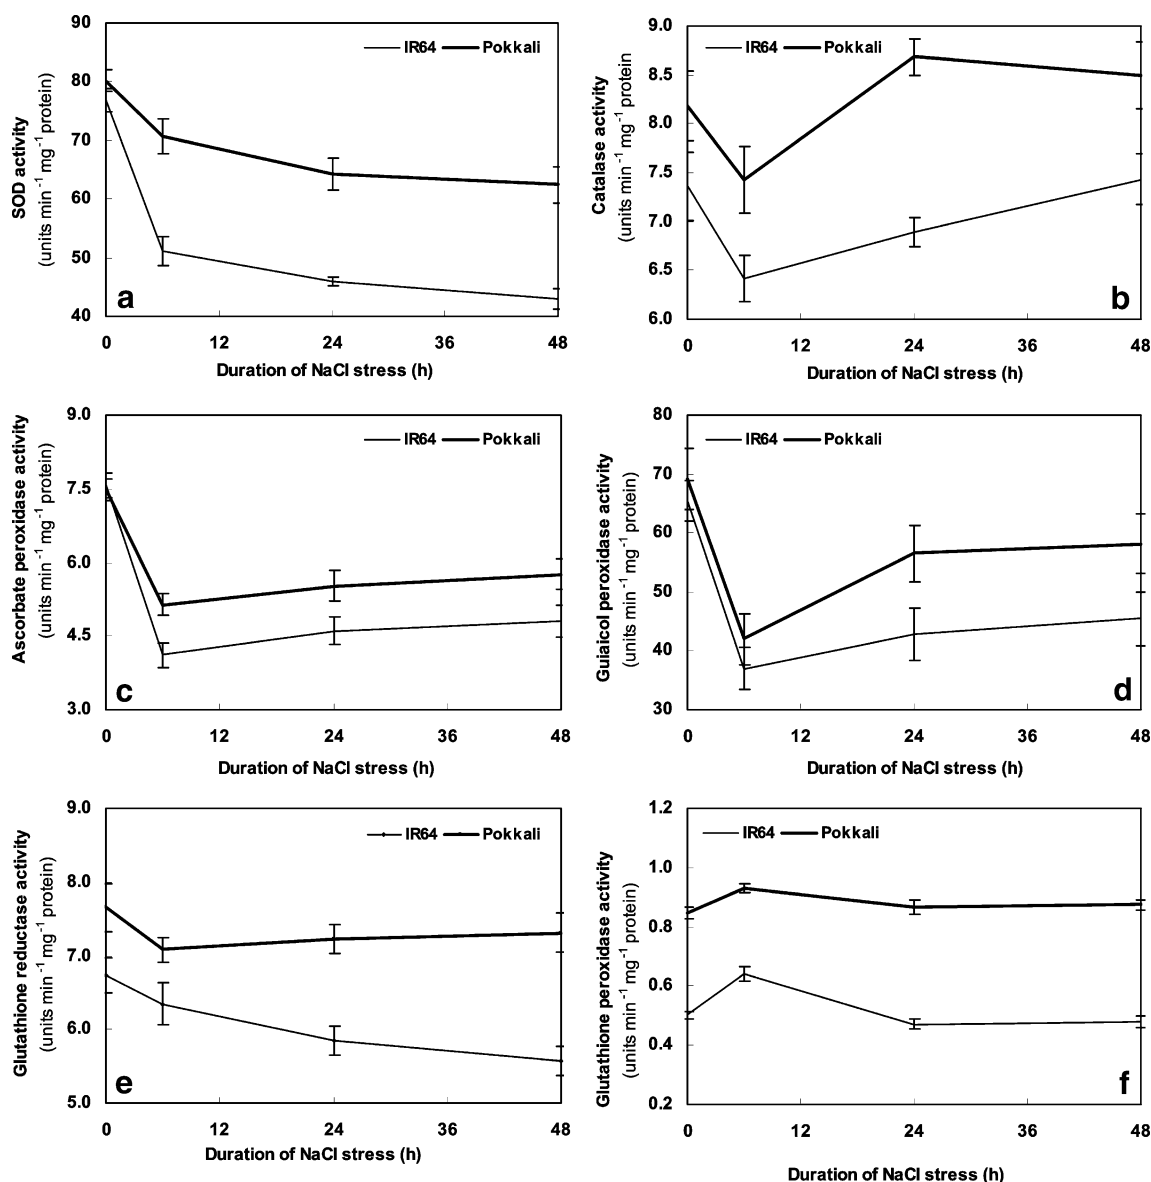 SOD activity
(units min⁻¹ mg⁻¹ protein)
90
80
70
60
50
40
IR64 Pokkali
a
0 12 24 36 48
Duration of NaCl stress (h)
Catalase activity
(units min⁻¹ mg⁻¹ protein)
9.0
8.5
8.0
7.5
7.0
6.5
6.0
IR64 Pokkali
b
0 12 24 36 48
Duration of NaCl stress (h)
Ascorbate peroxidase activity
(units min⁻¹ mg⁻¹ protein)
9.0
7.5
6.0
4.5
3.0
IR64 Pokkali
c
0 12 24 36 48
Duration of NaCl stress (h)
Guiaicol peroxidase activity
(units min⁻¹ mg⁻¹ protein)
80
70
60
50
40
30
IR64 Pokkali
d
0 12 24 36 48
Duration of NaCl stress (h)
Glutathione reductase activity
(units min⁻¹ mg⁻¹ protein)
9.0
8.0
7.0
6.0
5.0
IR64 Pokkali
e
0 12 24 36 48
Duration of NaCl stress (h)
Glutathione peroxidase activity
(units min⁻¹ mg⁻¹ protein)
1.2
1.0
0.8
0.6
0.4
0.2
IR64 Pokkali
f
0 12 24 36 48
Duration of NaCl stress (h)